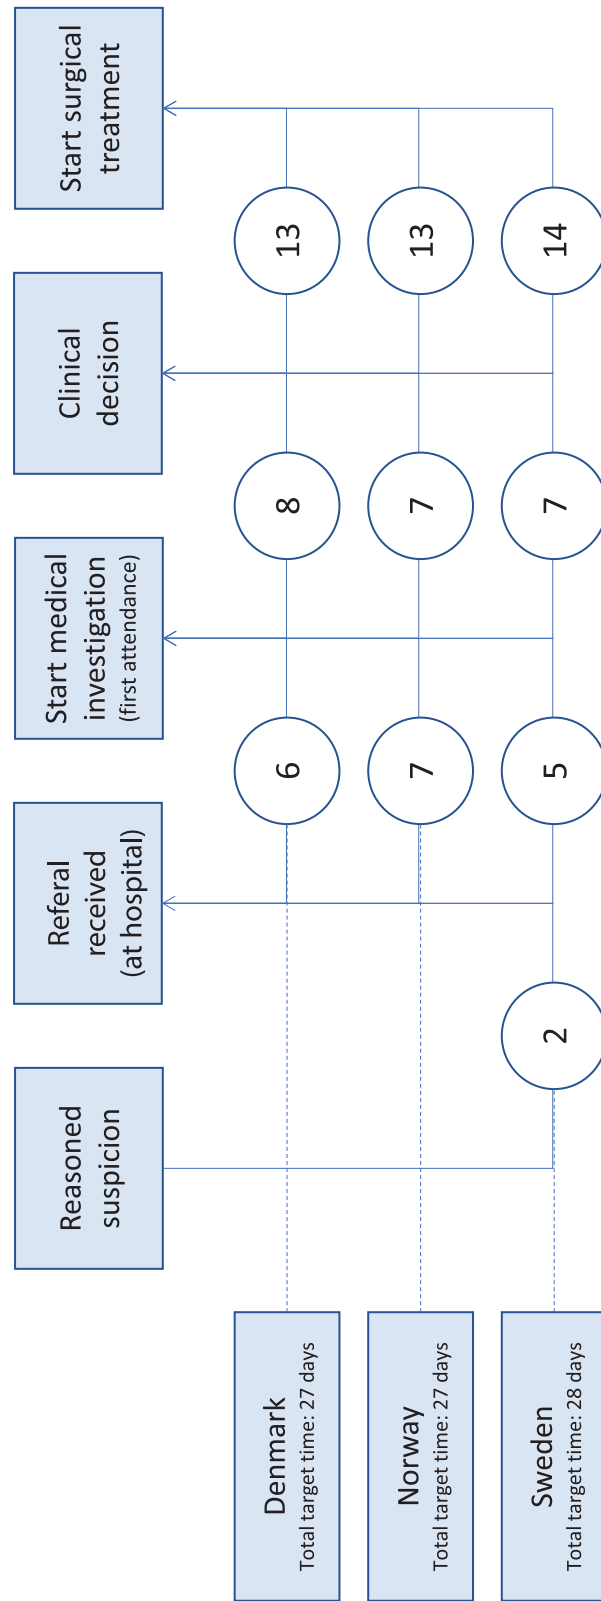 Reasoned
suspicion
Referal
received
(at hospital)
Start medical
investigation
(first attendance)
Clinical
decision
Start surgical
treatment
Denmark
Total target time: 27 days
6
8
13
Norway
Total target time: 27 days
7
7
13
Sweden
Total target time: 28 days
2
5
7
14